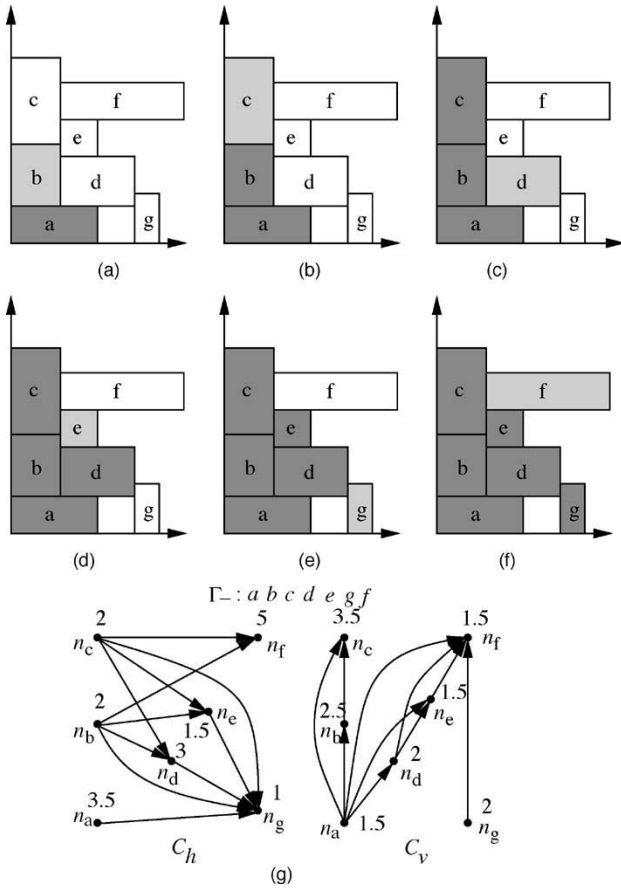 c f
e
b d
a g
(a)
c f
e
b d
a g
(b)
c f
e
b d
a g
(c)
c f
e
b d
a g
(d)
c f
e
b d
a g
(e)
c f
e
b d
a g
(f)
Γ₋ : a b c d e g f
2 5
n_c n_f
2 n_e
n_b 1.5
3
n_d 1
3.5 n_g
n_a
C_h
3.5 1.5
n_c n_f
2.5 1.5
n_b n_e
2
n_d
2
n_a 1.5 n_g
C_v
(g)